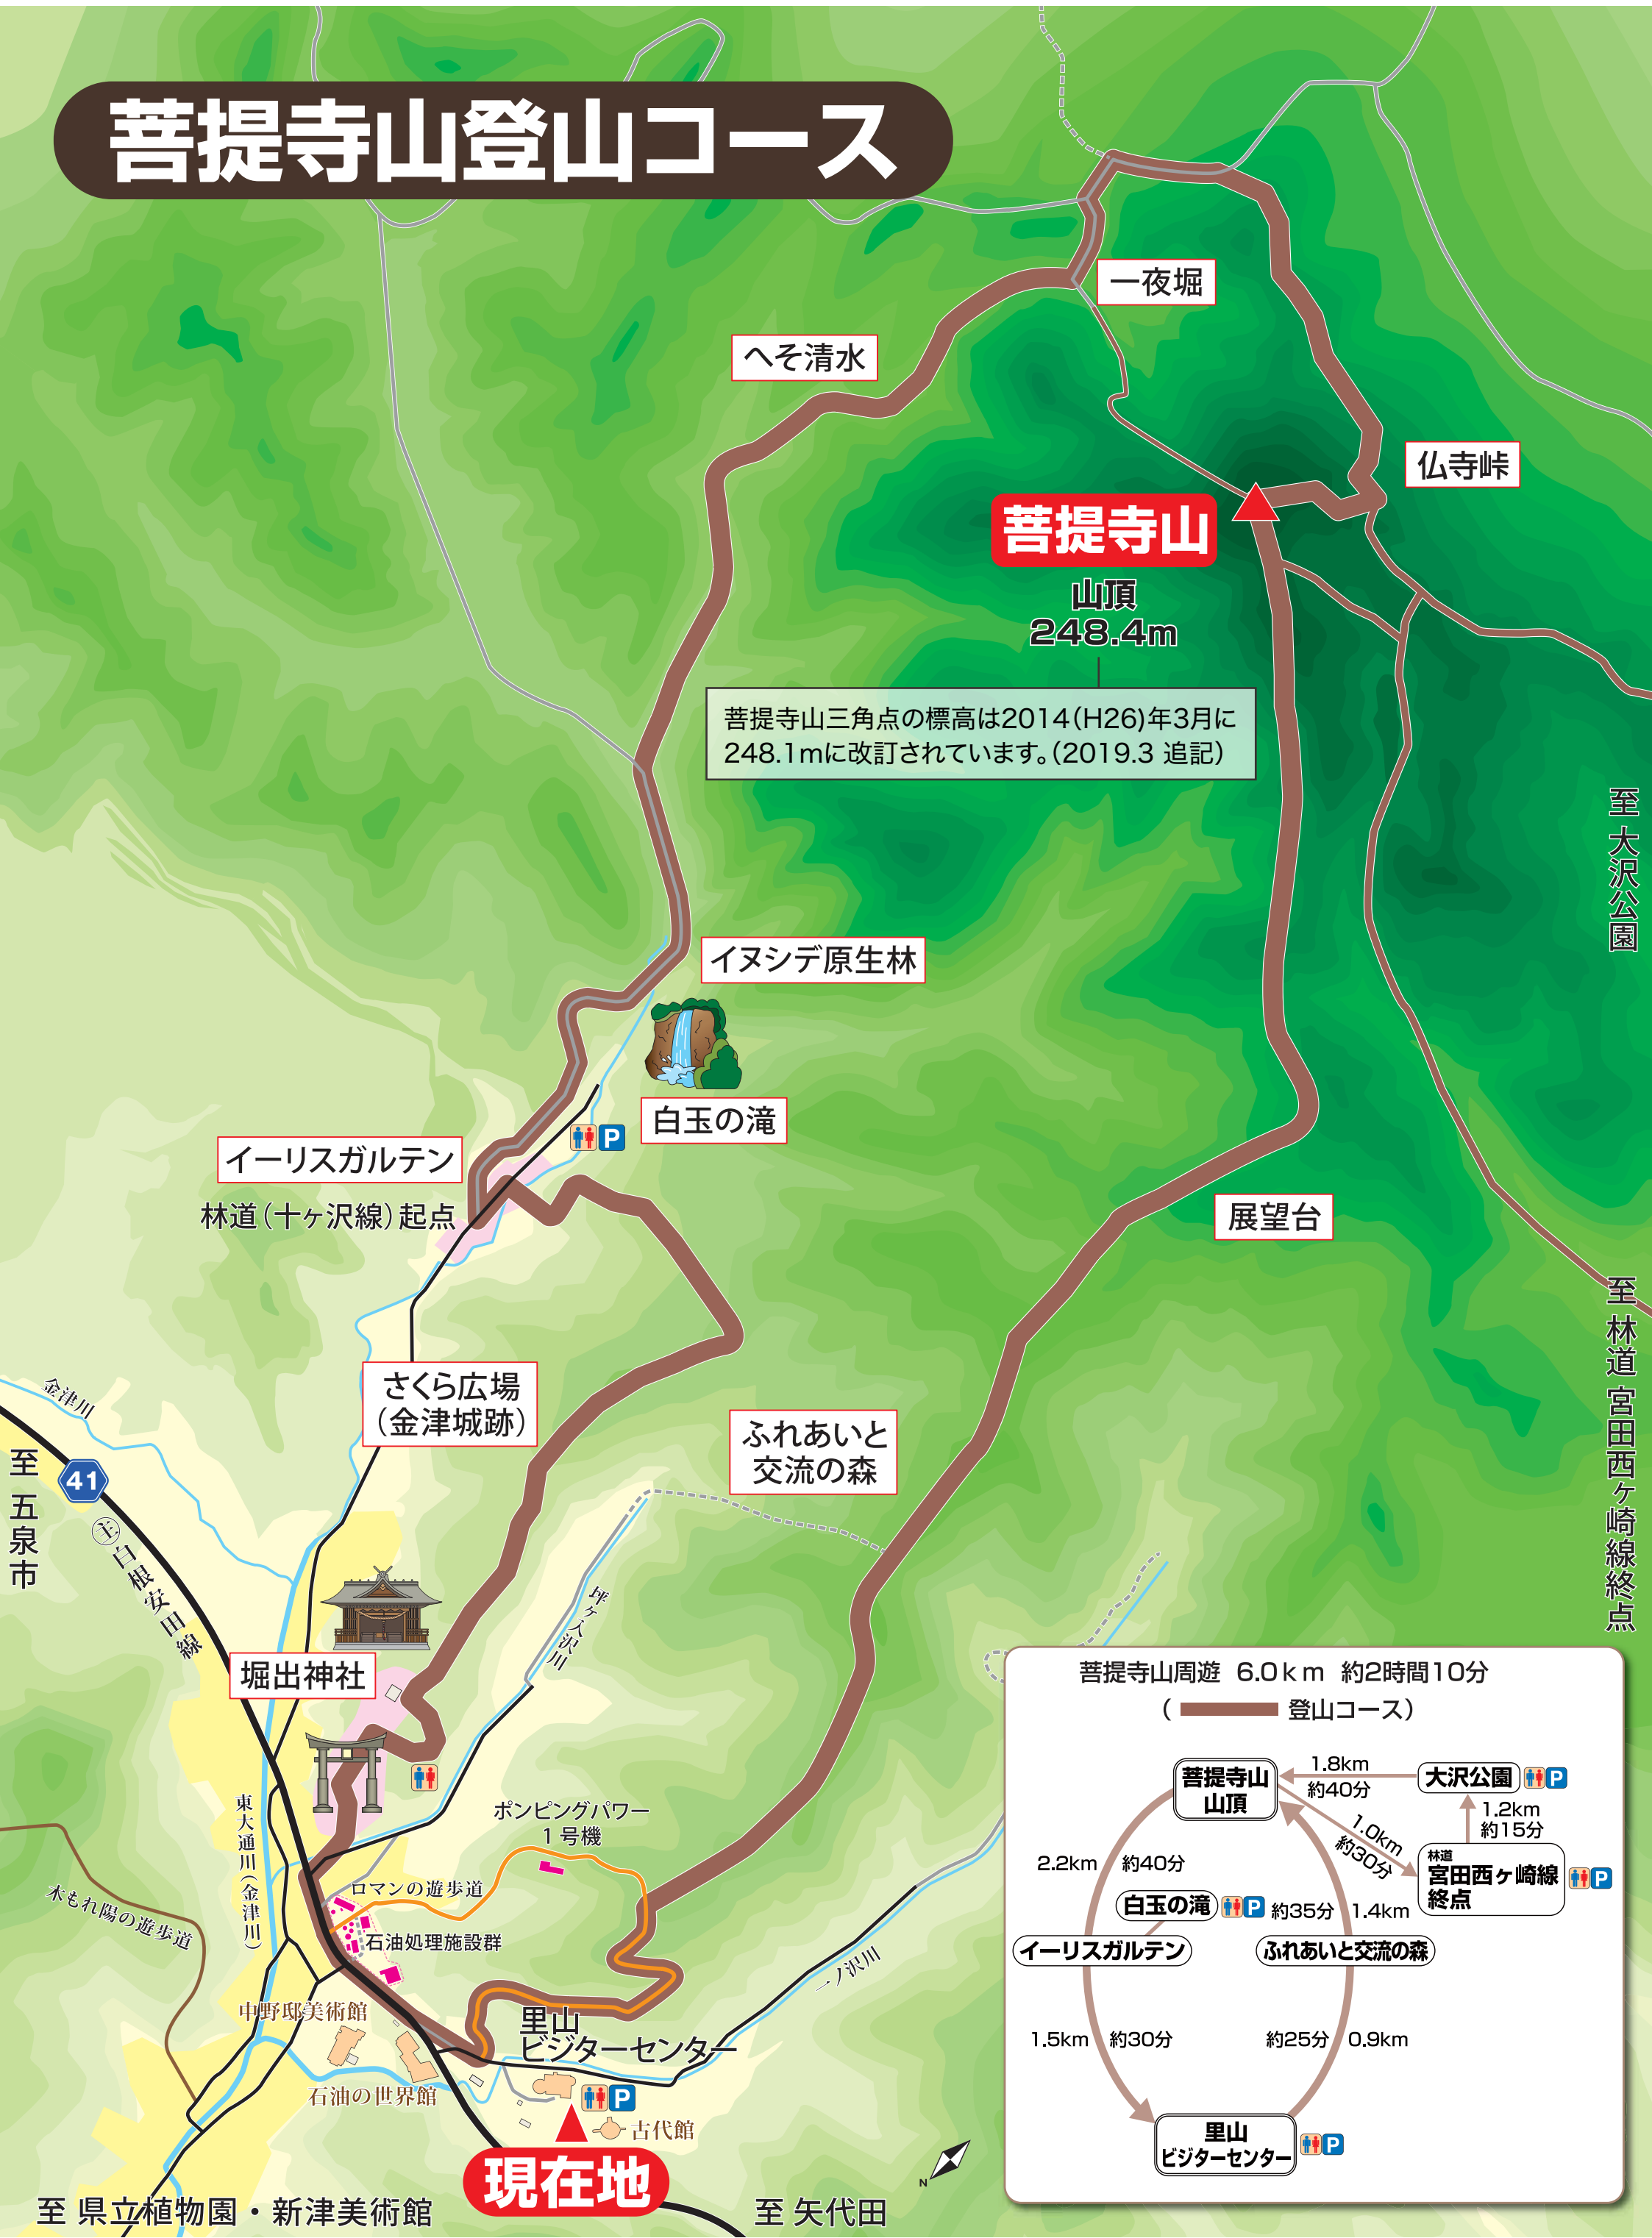 菩提寺山登山コース
一夜堀
へそ清水
仏寺峠
菩提寺山
山頂
248.4m
菩提寺山三角点の標高は2014(H26)年3月に
248.1mに改訂されています。(2019.3 追記)
至 大沢公園
イヌシデ原生林
白玉の滝
P
イーリスガルテン
林道(十ヶ沢線)起点
展望台
至 林道 宮田西ヶ崎線終点
さくら広場
(金津城跡)
ふれあいと
交流の森
金津川
至 五泉市
41
主 白根安田線
坪ヶ入沢川
堀出神社
東大通川(金津川)
木もれ陽の遊歩道
ポンピングパワー
1号機
ロマンの遊歩道
石油処理施設群
一ノ沢川
中野邸美術館
石油の世界館
里山
ビジターセンター
P
古代館
現在地
至 県立植物園・新津美術館
至 矢代田
N
菩提寺山周遊 6.0km 約2時間10分
( 登山コース)
菩提寺山
山頂
1.8km
約40分
大沢公園 P
1.2km
約15分
1.0km
約30分
林道
宮田西ヶ崎線
終点
P
2.2km 約40分
白玉の滝 P
約35分 1.4km
イーリスガルテン
ふれあいと交流の森
1.5km 約30分
約25分 0.9km
里山
ビジターセンター
P